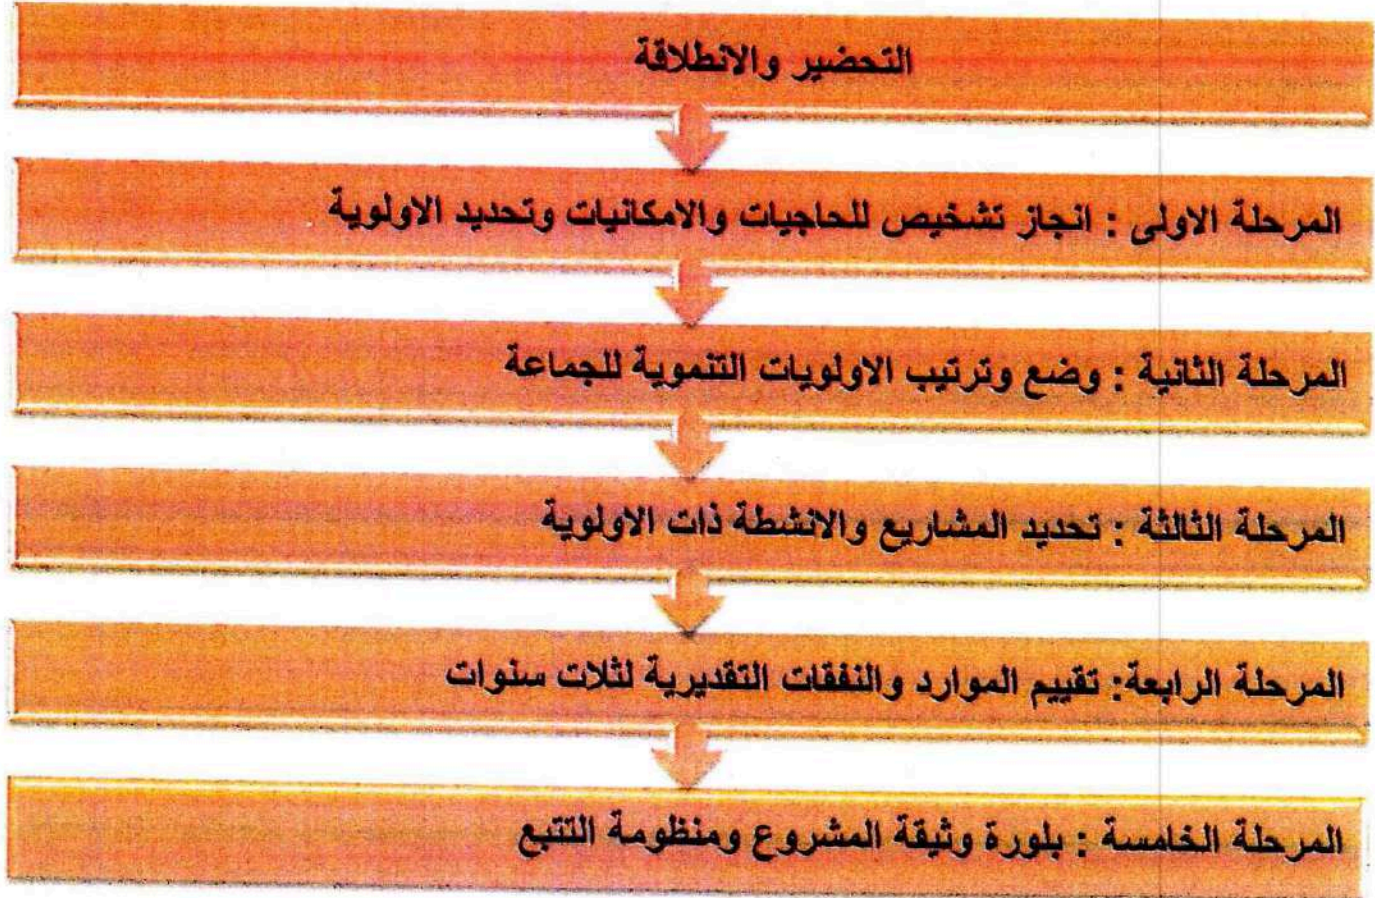 التحضير والانطلاقة
المرحلة الاولى : انجاز تشخيص للحاجيات والامكانيات وتحديد الاولوية
المرحلة الثانية : وضع وترتيب الاولويات التنموية للجماعة
المرحلة الثالثة : تحديد المشاريع والانشطة ذات الاولوية
المرحلة الرابعة: تقييم الموارد والنفقات التقديرية لثلاث سنوات
المرحلة الخامسة : بلورة وثيقة المشروع ومنظومة التتبع